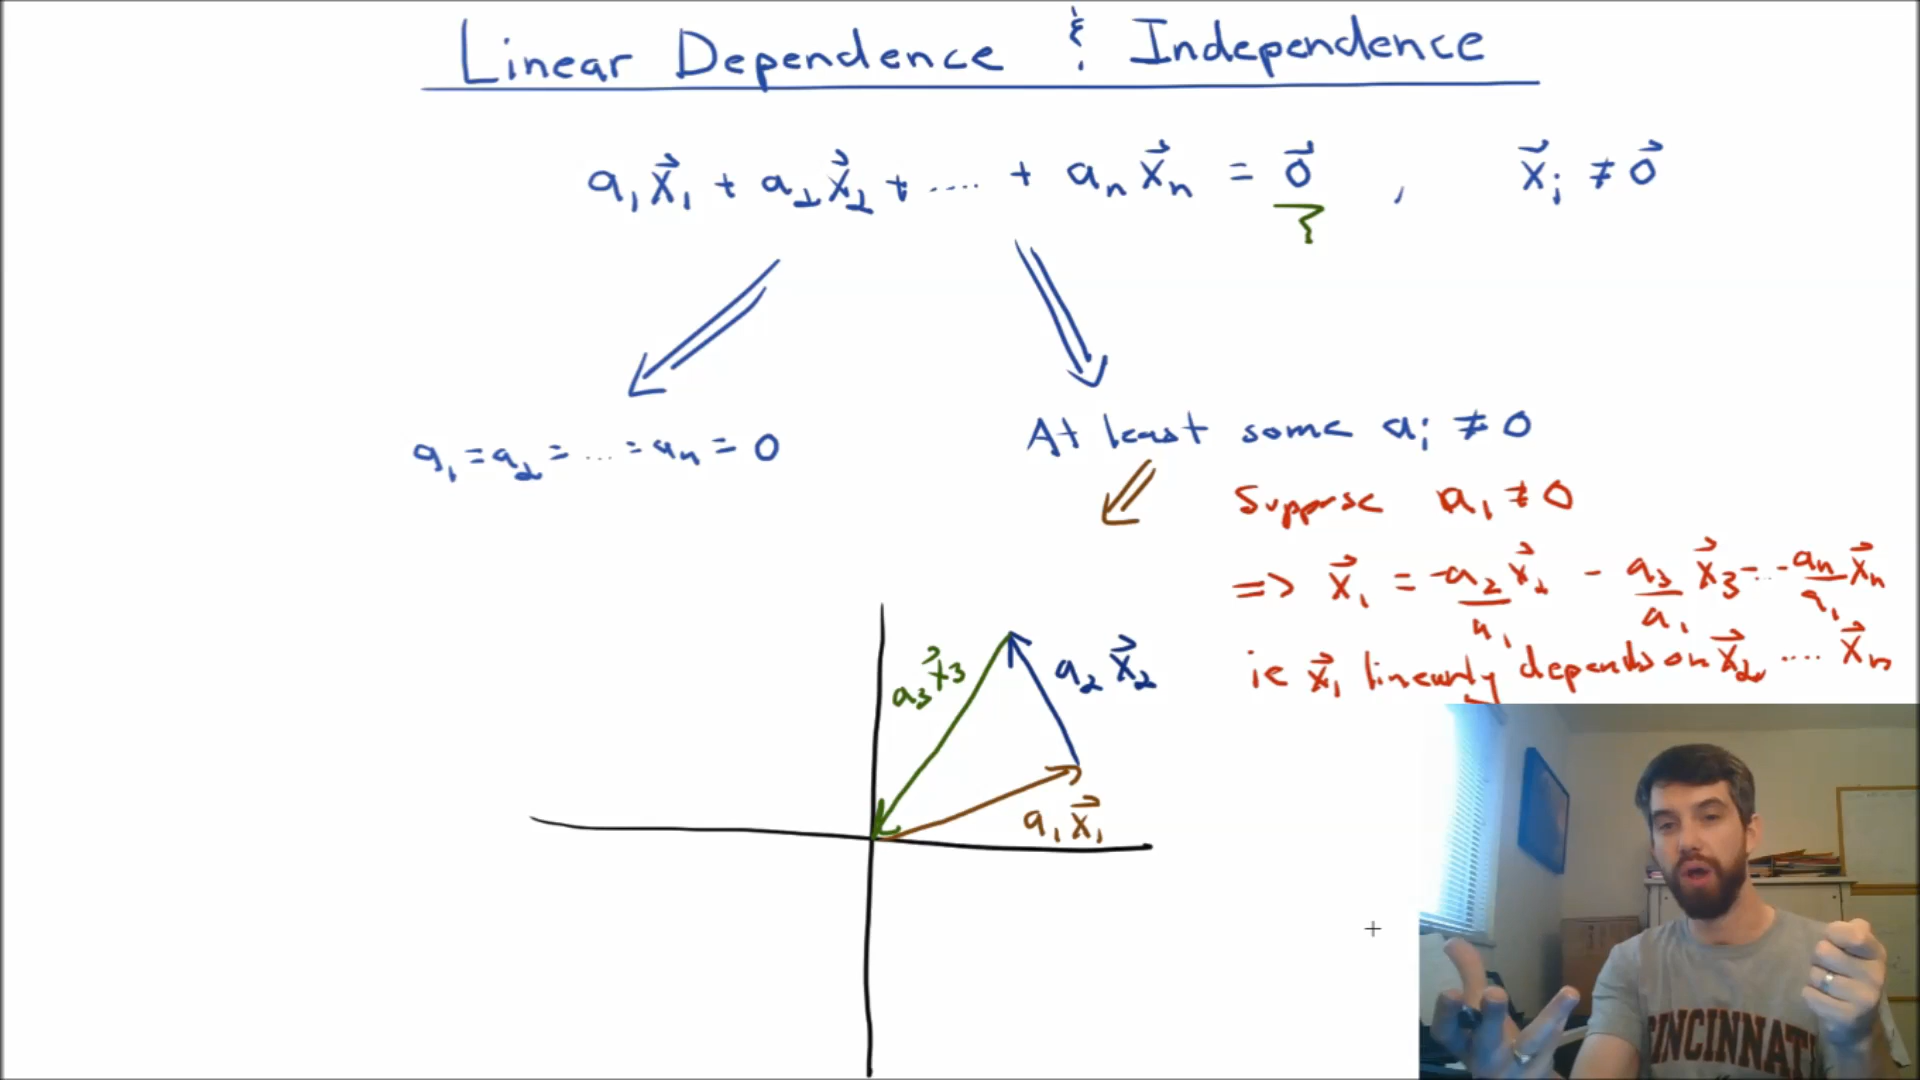 Linear Dependence & Independence
a₁x⃗₁ + a₂x⃗₂ + .... + aₙx⃗ₙ = 0⃗ , x⃗ᵢ ≠ 0⃗
?
a₁ = a₂ = ... = aₙ = 0
At least some aᵢ ≠ 0
Suppose a₁ ≠ 0
=> x⃗₁ = -a₂/a₁ x⃗₂ - a₃/a₁ x⃗₃ - ... - aₙ/a₁ x⃗ₙ
ie x⃗₁ linearly depends on x⃗₂ .... x⃗ₙ
a₃x⃗₃
a₂x⃗₂
a₁x⃗₁
CINCINNATI